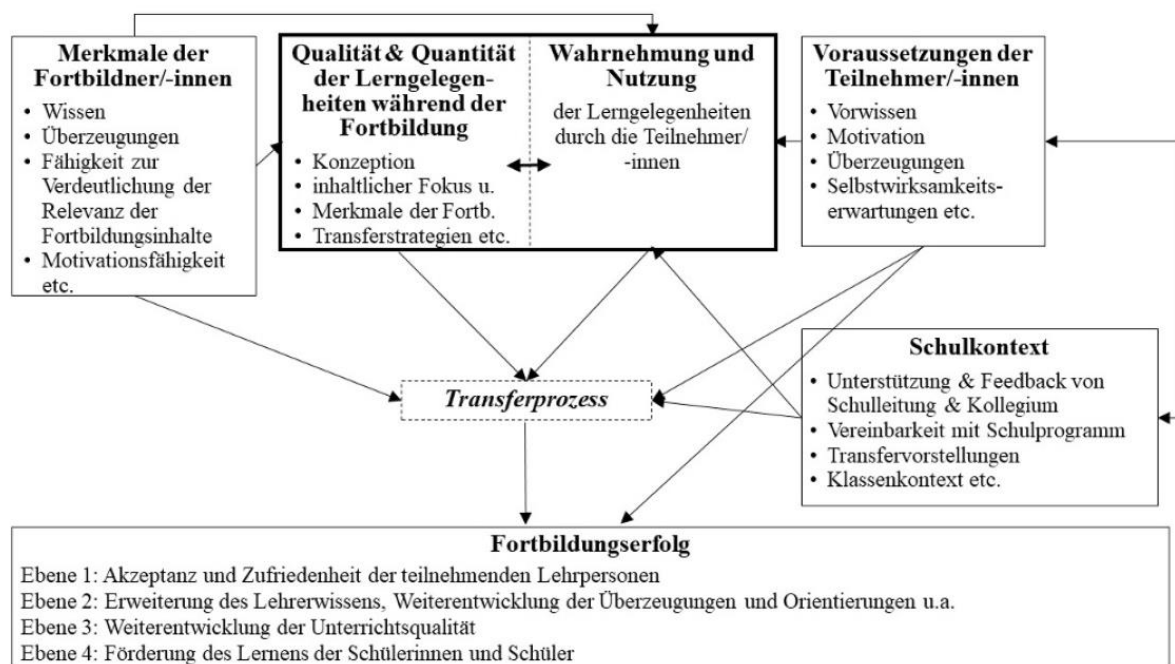 Merkmale der
Fortbildner/-innen
• Wissen
• Überzeugungen
• Fähigkeit zur
Verdeutlichung der
Relevanz der
Fortbildungsinhalte
• Motivationsfähigkeit
etc.
Qualität & Quantität
der Lerngelegen-
heiten während der
Fortbildung
• Konzeption
• inhaltlicher Fokus u.
• Merkmale der Fortb.
• Transferstrategien etc.
Wahrnehmung und
Nutzung
der Lerngelegenheiten
durch die Teilnehmer/
-innen
Voraussetzungen der
Teilnehmer/-innen
• Vorwissen
• Motivation
• Überzeugungen
• Selbstwirksamkeits-
erwartungen etc.
Transferprozess
Schulkontext
• Unterstützung & Feedback von
Schulleitung & Kollegium
• Vereinbarkeit mit Schulprogramm
• Transfervorstellungen
• Klassenkontext etc.
Fortbildungserfolg
Ebene 1: Akzeptanz und Zufriedenheit der teilnehmenden Lehrpersonen
Ebene 2: Erweiterung des Lehrerwissens, Weiterentwicklung der Überzeugungen und Orientierungen u.a.
Ebene 3: Weiterentwicklung der Unterrichtsqualität
Ebene 4: Förderung des Lernens der Schülerinnen und Schüler